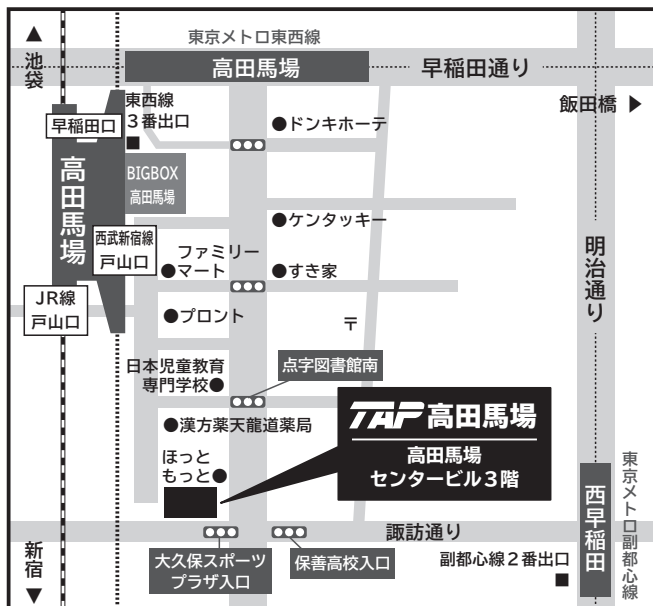 ▲
池袋
東京メトロ東西線
高田馬場
早稲田通り
飯田橋 ▶
早稲田口
東西線
３番出口
■
●ドンキホーテ
高田馬場
BIGBOX
高田馬場
西武新宿線
戸山口
●ケンタッキー
ファミリー
●マート
●すき家
明治通り
JR線
戸山口
●プロント
〒
日本児童教育
専門学校●
点字図書館南
TAP高田馬場
高田馬場
センタービル３階
●漢方薬天龍道薬局
ほっと
もっと●
諏訪通り
西早稲田
東京メトロ副都心線
新宿
▼
大久保スポーツ
プラザ入口
保善高校入口
副都心線２番出口
■